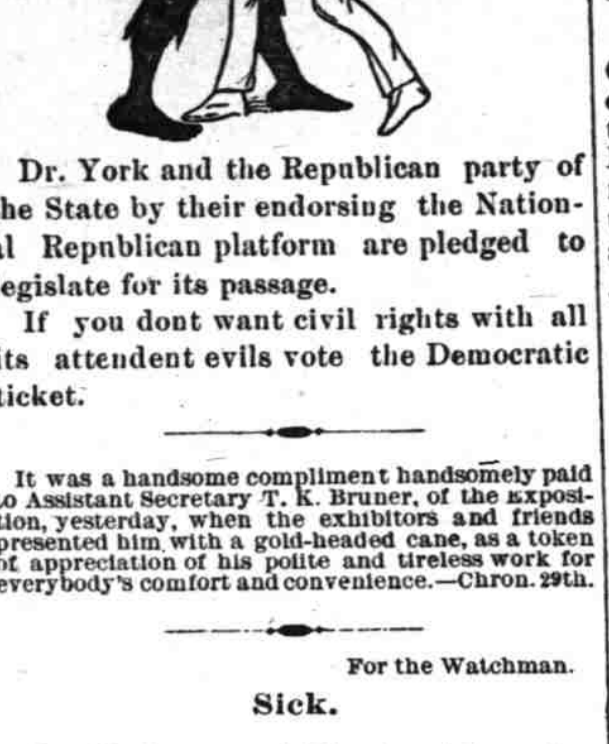 Dr. York and the Republican party of
he State by their endorsing the Nation-
al Republican platform are pledged to
egislate for its passage.
If you dont want civil rights with all
its attendent evils vote the Democratic
ticket.
It was a handsome compliment handsomely paid
to Assistant Secretary T. K. Bruner, of the Exposi-
tion, yesterday, when the exhibitors and friends
presented him with a gold-headed cane, as a token
of appreciation of his polite and tireless work for
everybody's comfort and convenience.—Chron. 29th.
For the Watchman.
Sick.